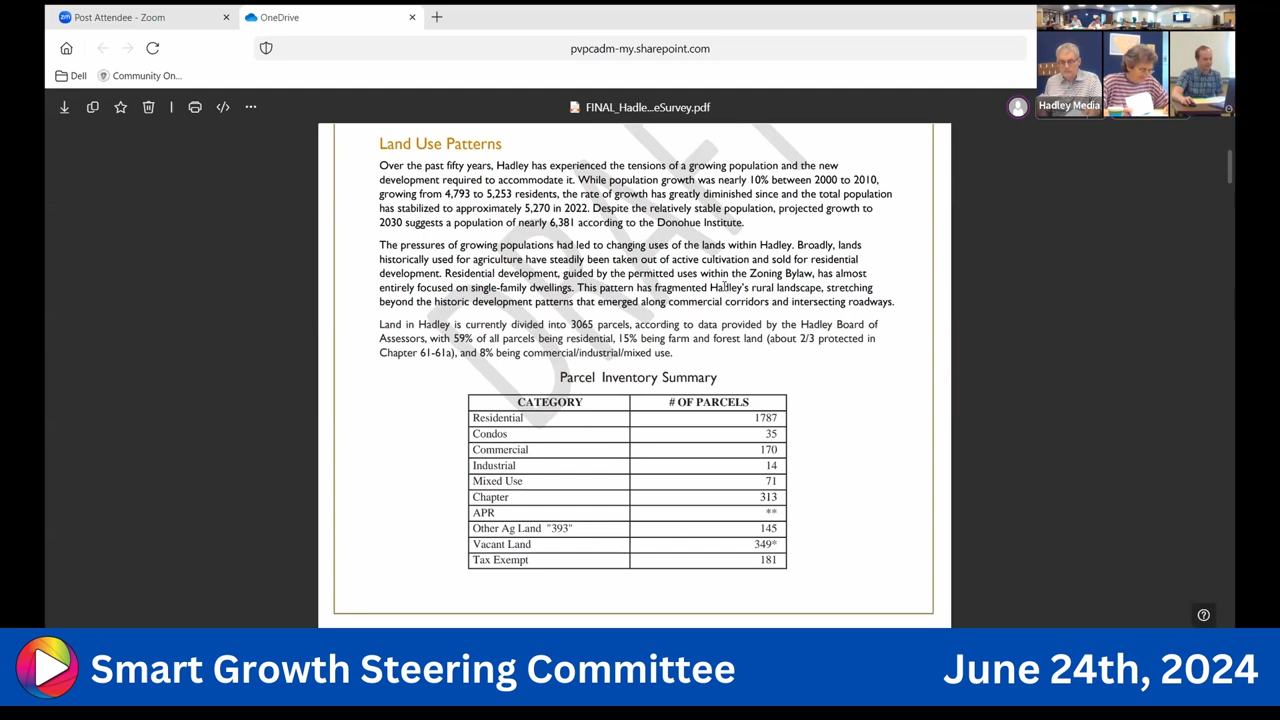 Post Attendee - Zoom
OneDrive
pvpcadm-my.sharepoint.com
Dell
Community On...
FINAL_Hadle...eSurvey.pdf
Hadley Media
Land Use Patterns
Over the past fifty years, Hadley has experienced the tensions of a growing population and the new
development required to accommodate it. While population growth was nearly 10% between 2000 to 2010,
growing from 4,793 to 5,253 residents, the rate of growth has greatly diminished since and the total population
has stabilized to approximately 5,270 in 2022. Despite the relatively stable population, projected growth to
2030 suggests a population of nearly 6,381 according to the Donohue Institute.
The pressures of growing populations had led to changing uses of the lands within Hadley. Broadly, lands
historically used for agriculture have steadily been taken out of active cultivation and sold for residential
development. Residential development, guided by the permitted uses within the Zoning Bylaw, has almost
entirely focused on single-family dwellings. This pattern has fragmented Hadley's rural landscape, stretching
beyond the historic development patterns that emerged along commercial corridors and intersecting roadways.
Land in Hadley is currently divided into 3065 parcels, according to data provided by the Hadley Board of
Assessors, with 59% of all parcels being residential, 15% being farm and forest land (about 2/3 protected in
Chapter 61-61a), and 8% being commercial/industrial/mixed use.
Parcel Inventory Summary
CATEGORY # OF PARCELS
Residential 1787
Condos 35
Commercial 170
Industrial 14
Mixed Use 71
Chapter 313
APR **
Other Ag Land "393" 145
Vacant Land 349*
Tax Exempt 181
DRAFT
Smart Growth Steering Committee
June 24th, 2024